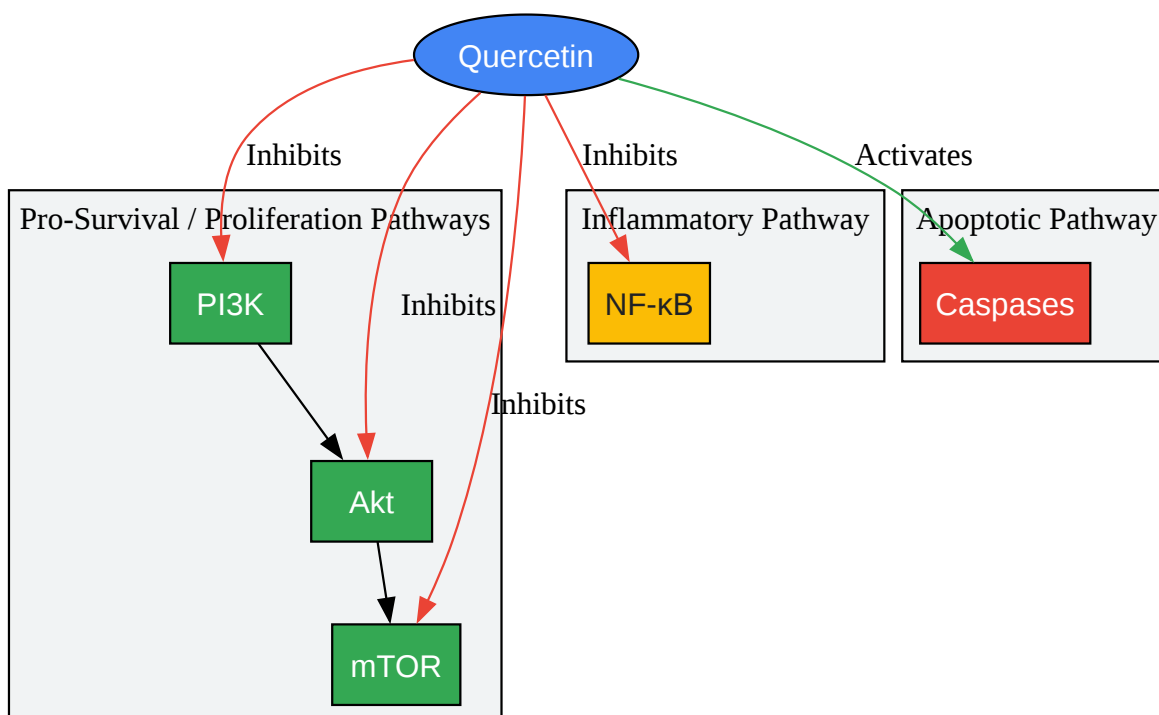 Quercetin
Inhibits
Inhibits
Activates
Pro-Survival / Proliferation Pathways
Inflammatory Pathway
Apoptotic Pathway
PI3K
Inhibits
NF-κB
Caspases
Inhibits
Akt
mTOR